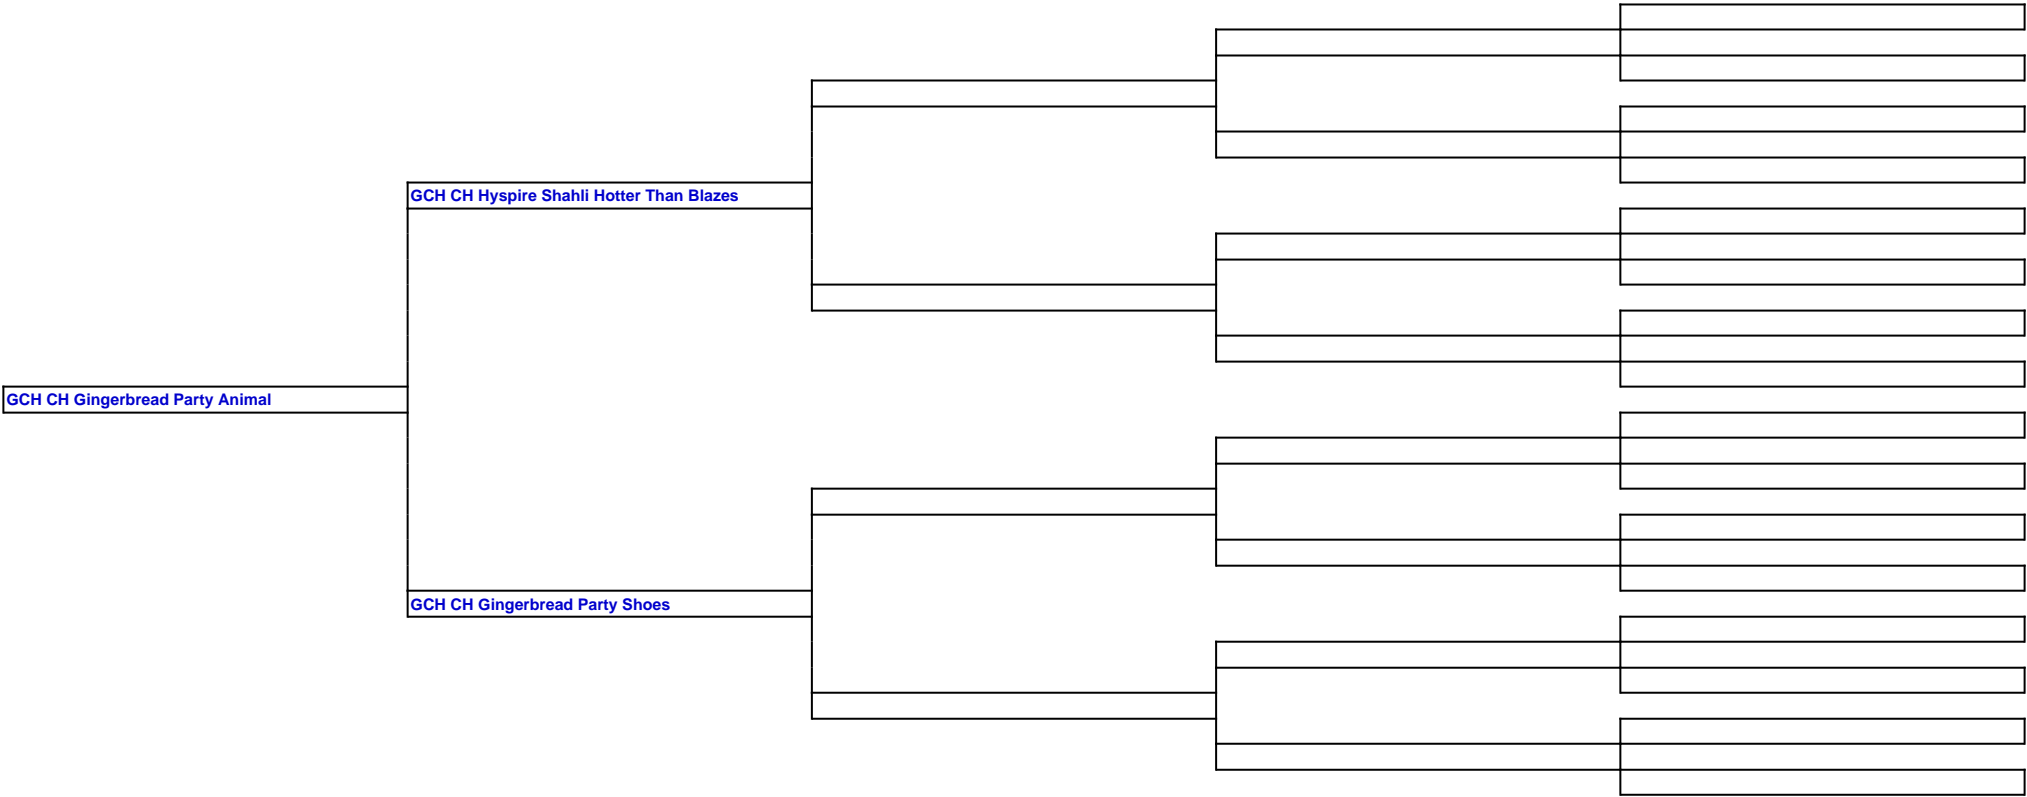 GCH CH Hyspire Shahli Hotter Than Blazes
GCH CH Gingerbread Party Animal
GCH CH Gingerbread Party Shoes